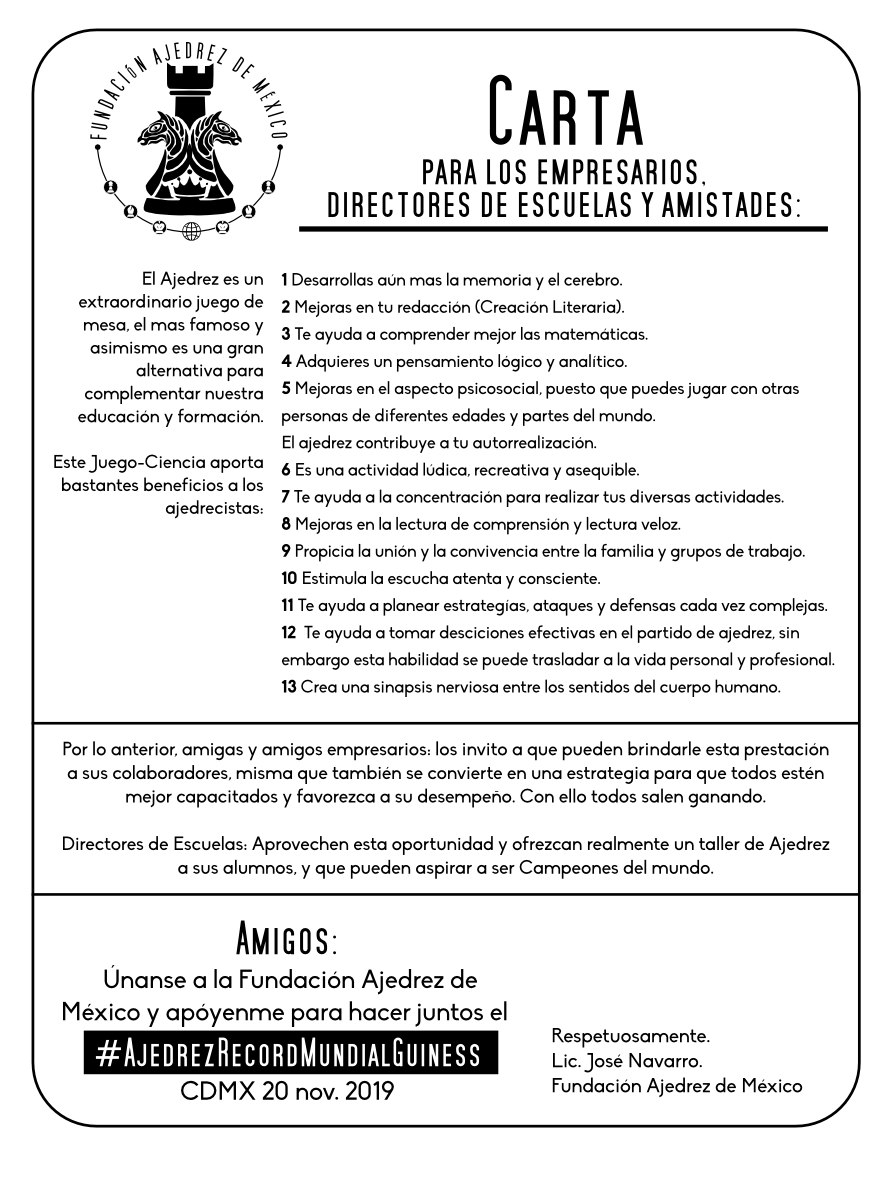 FUNDACIÓN AJEDREZ DE MÉXICO
CARTA
PARA LOS EMPRESARIOS,
DIRECTORES DE ESCUELAS Y AMISTADES:
El Ajedrez es un
extraordinario juego de
mesa, el mas famoso y
asimismo es una gran
alternativa para
complementar nuestra
educación y formación.
Este Juego-Ciencia aporta
bastantes beneficios a los
ajedrecistas:
1 Desarrollas aún mas la memoria y el cerebro.
2 Mejoras en tu redacción (Creación Literaria).
3 Te ayuda a comprender mejor las matemáticas.
4 Adquieres un pensamiento lógico y analítico.
5 Mejoras en el aspecto psicosocial, puesto que puedes jugar con otras
personas de diferentes edades y partes del mundo.
El ajedrez contribuye a tu autorrealización.
6 Es una actividad lúdica, recreativa y asequible.
7 Te ayuda a la concentración para realizar tus diversas actividades.
8 Mejoras en la lectura de comprensión y lectura veloz.
9 Propicia la unión y la convivencia entre la familia y grupos de trabajo.
10 Estimula la escucha atenta y consciente.
11 Te ayuda a planear estrategías, ataques y defensas cada vez complejas.
12 Te ayuda a tomar desciciones efectivas en el partido de ajedrez, sin
embargo esta habilidad se puede trasladar a la vida personal y profesional.
13 Crea una sinapsis nerviosa entre los sentidos del cuerpo humano.
Por lo anterior, amigas y amigos empresarios: los invito a que pueden brindarle esta prestación
a sus colaboradores, misma que también se convierte en una estrategia para que todos estén
mejor capacitados y favorezca a su desempeño. Con ello todos salen ganando.
Directores de Escuelas: Aprovechen esta oportunidad y ofrezcan realmente un taller de Ajedrez
a sus alumnos, y que pueden aspirar a ser Campeones del mundo.
AMIGOS:
Únanse a la Fundación Ajedrez de
México y apóyenme para hacer juntos el
#AJEDREZRECORDMUNDIALGUINESS
CDMX 20 nov. 2019
Respetuosamente.
Lic. José Navarro.
Fundación Ajedrez de México